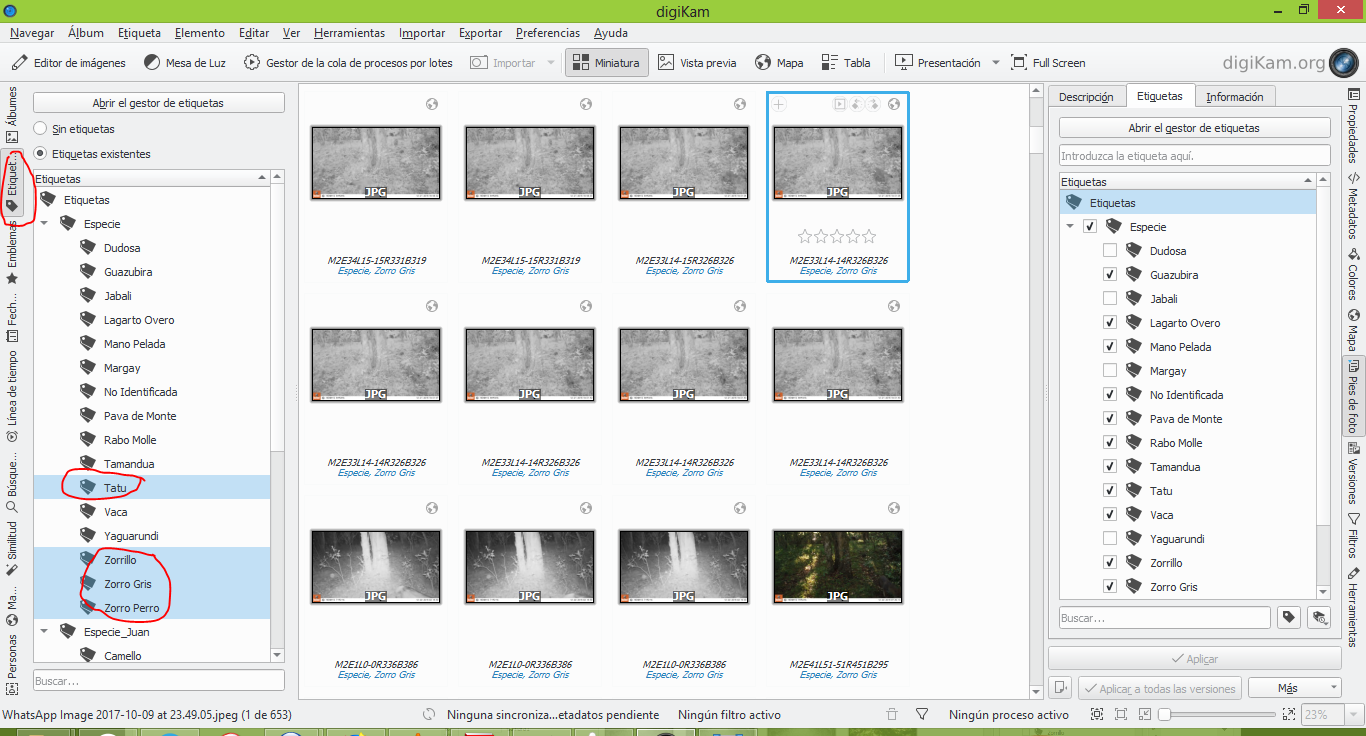 digiKam
Navegar Álbum Etiqueta Elemento Editar Ver Herramientas Importar Exportar Preferencias Ayuda
Editor de imágenes Mesa de Luz Gestor de la cola de procesos por lotes Importar Miniatura Vista previa Mapa Tabla Presentación Full Screen digiKam.org
Álbumes
Etiquet...
Emblemas
Fech...
Línea de tiempo
Búsque...
Similitud
Ma...
Personas
Abrir el gestor de etiquetas
Sin etiquetas
Etiquetas existentes
Etiquetas
Etiquetas
Especie
Dudosa
Guazubira
Jabali
Lagarto Overo
Mano Pelada
Margay
No Identificada
Pava de Monte
Rabo Molle
Tamandua
Tatu
Vaca
Yaguarundi
Zorrillo
Zorro Gris
Zorro Perro
Especie_Juan
Camello
Buscar...
JPG JPG JPG JPG
M2E34L15-15R331B319 M2E34L15-15R331B319 M2E33L14-15R326B326 M2E33L14-14R326B326
Especie, Zorro Gris Especie, Zorro Gris Especie, Zorro Gris Especie, Zorro Gris
JPG JPG JPG JPG
M2E33L14-14R326B326 M2E33L14-14R326B326 M2E33L14-14R326B326 M2E33L14-14R326B326
Especie, Zorro Gris Especie, Zorro Gris Especie, Zorro Gris Especie, Zorro Gris
JPG JPG JPG JPG
M2E1L0-0R336B386 M2E1L0-0R336B386 M2E1L0-0R336B386 M2E41L51-51R451B295
Especie, Zorro Gris Especie, Zorro Gris Especie, Zorro Gris Especie, Zorro Gris
Descripción Etiquetas Información
Abrir el gestor de etiquetas
Introduzca la etiqueta aquí.
Etiquetas
Etiquetas
Especie
Dudosa
Guazubira
Jabali
Lagarto Overo
Mano Pelada
Margay
No Identificada
Pava de Monte
Rabo Molle
Tamandua
Tatu
Vaca
Yaguarundi
Zorrillo
Zorro Gris
Buscar...
Aplicar
Aplicar a todas las versiones Más
Propiedades
Metadatos
Colores
Mapa
Pies de foto
Versiones
Filtros
Herramientas
WhatsApp Image 2017-10-09 at 23.49.05.jpeg (1 de 653) Ninguna sincroniza...etadatos pendiente Ningún filtro activo Ningún proceso activo 23%